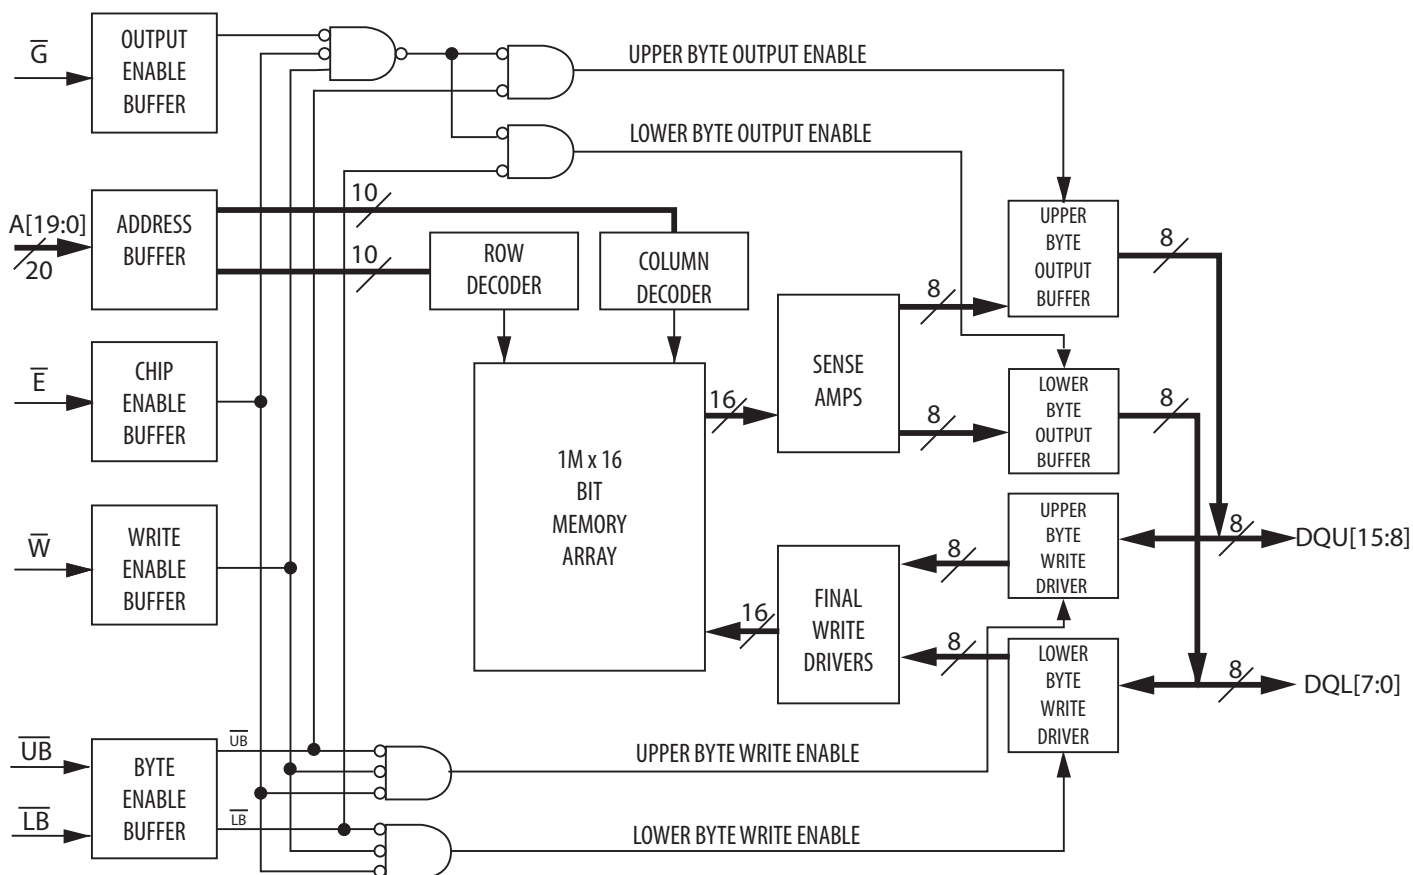 G̅
OUTPUT
ENABLE
BUFFER
UPPER BYTE OUTPUT ENABLE
LOWER BYTE OUTPUT ENABLE
A[19:0]
20
ADDRESS
BUFFER
10
10
ROW
DECODER
COLUMN
DECODER
UPPER
BYTE
OUTPUT
BUFFER
8
8
E̅
CHIP
ENABLE
BUFFER
SENSE
AMPS
16
8
LOWER
BYTE
OUTPUT
BUFFER
8
1M x 16
BIT
MEMORY
ARRAY
W̅
WRITE
ENABLE
BUFFER
UPPER
BYTE
WRITE
DRIVER
8
8
DQU[15:8]
FINAL
WRITE
DRIVERS
16
8
LOWER
BYTE
WRITE
DRIVER
8
DQL[7:0]
U̅B̅
L̅B̅
BYTE
ENABLE
BUFFER
U̅B̅
L̅B̅
UPPER BYTE WRITE ENABLE
LOWER BYTE WRITE ENABLE